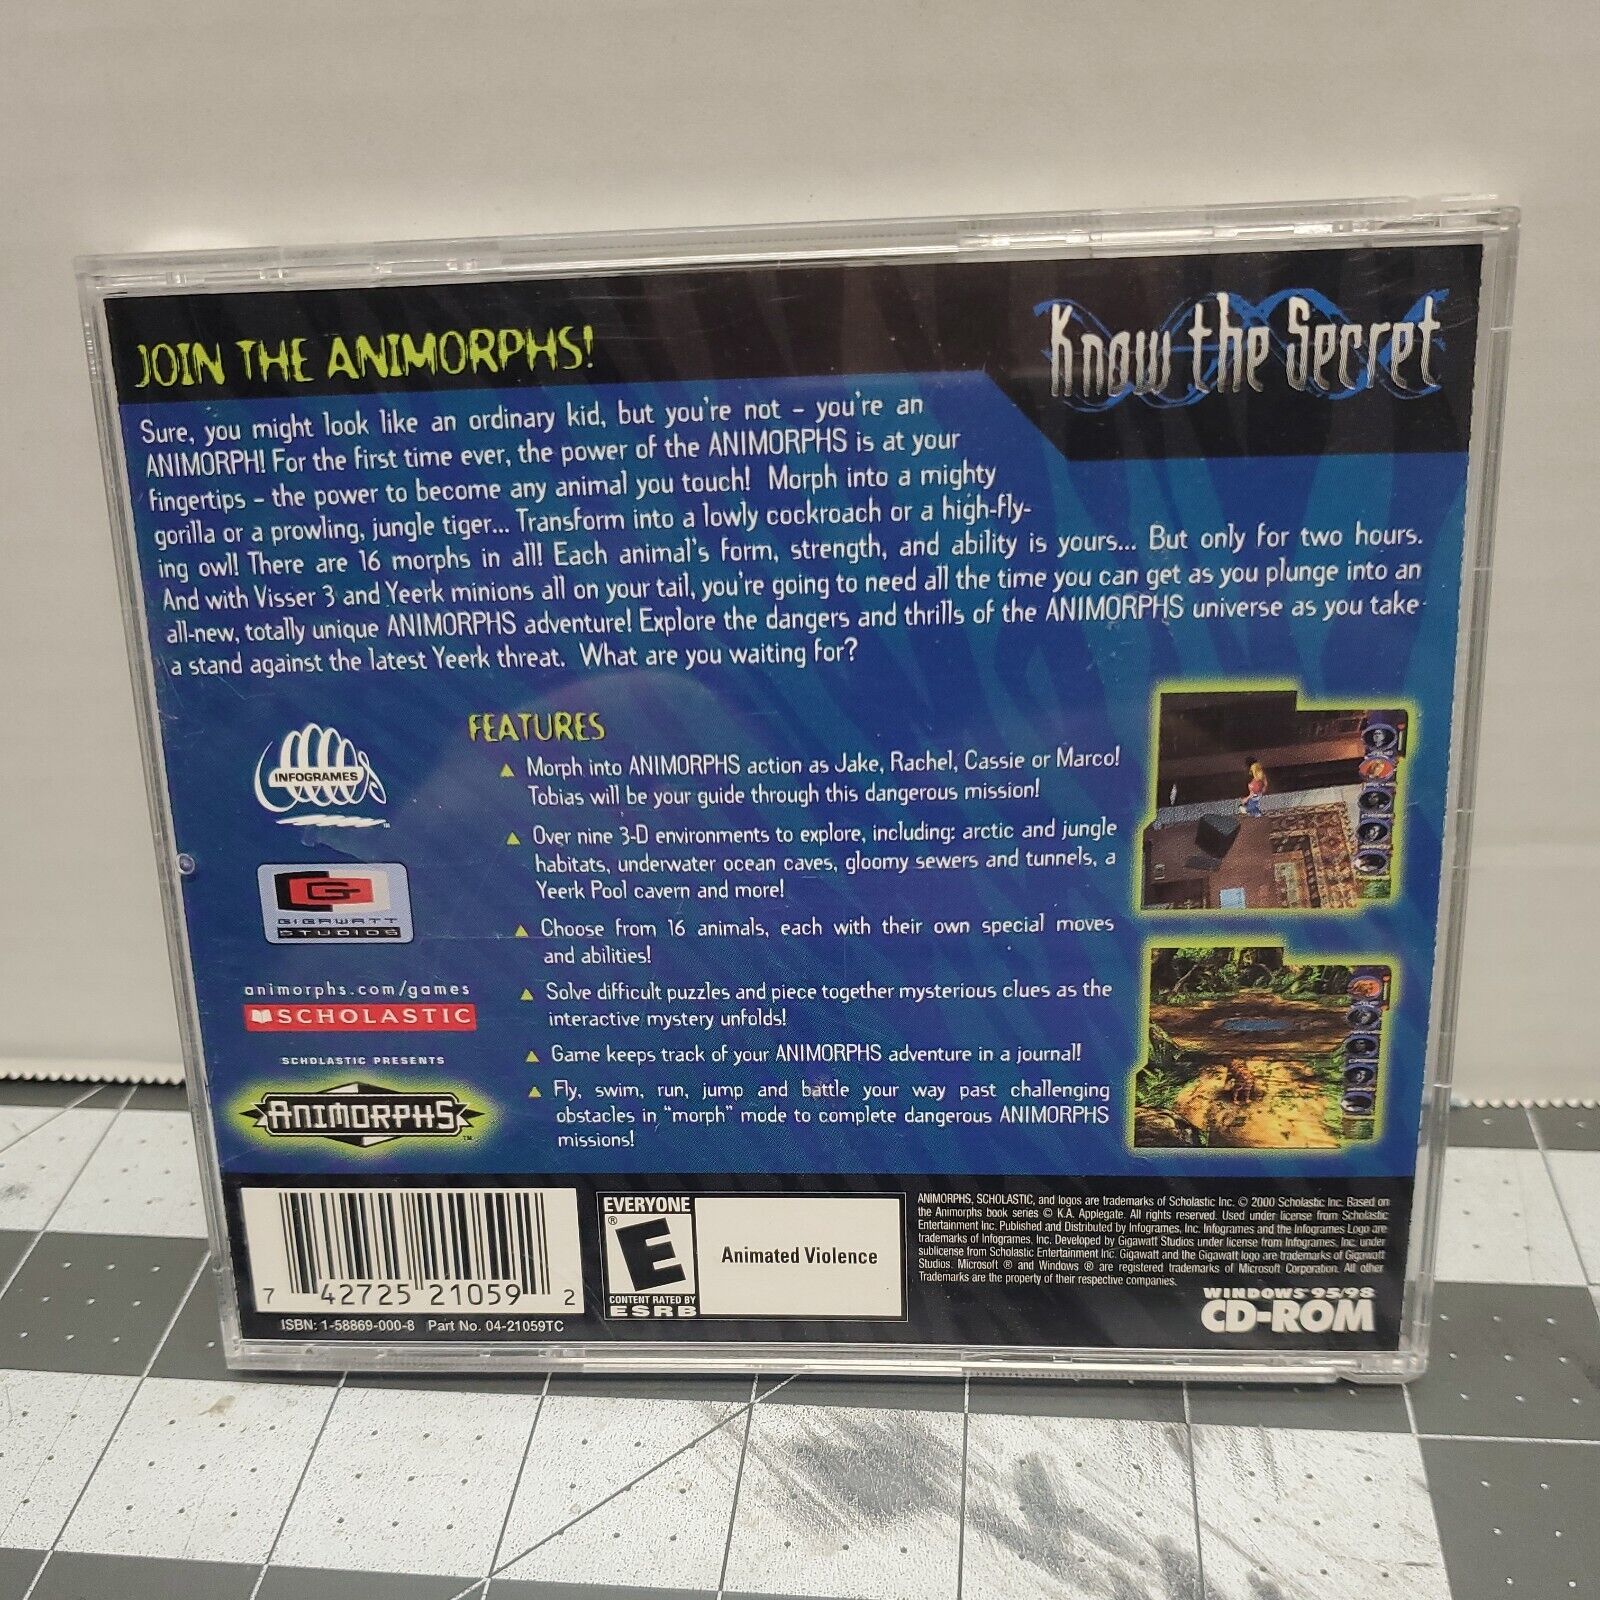 JOIN THE ANIMORPHS!
Know the Secret
Sure, you might look like an ordinary kid, but you're not - you're an
ANIMORPH! For the first time ever, the power of the ANIMORPHS is at your
fingertips - the power to become any animal you touch! Morph into a mighty
gorilla or a prowling, jungle tiger... Transform into a lowly cockroach or a high-fly-
ing owl! There are 16 morphs in all! Each animal's form, strength, and ability is yours... But only for two hours.
And with Visser 3 and Yeerk minions all on your tail, you're going to need all the time you can get as you plunge into an
all-new, totally unique ANIMORPHS adventure! Explore the dangers and thrills of the ANIMORPHS universe as you take
a stand against the latest Yeerk threat. What are you waiting for?
INFOGRAMES
GIGAWATT
STUDIOS
animorphs.com/games
SCHOLASTIC
SCHOLASTIC PRESENTS
ANIMORPHS™
FEATURES
Morph into ANIMORPHS action as Jake, Rachel, Cassie or Marco!
Tobias will be your guide through this dangerous mission!
Over nine 3-D environments to explore, including: arctic and jungle
habitats, underwater ocean caves, gloomy sewers and tunnels, a
Yeerk Pool cavern and more!
Choose from 16 animals, each with their own special moves
and abilities!
Solve difficult puzzles and piece together mysterious clues as the
interactive mystery unfolds!
Game keeps track of your ANIMORPHS adventure in a journal!
Fly, swim, run, jump and battle your way past challenging
obstacles in "morph" mode to complete dangerous ANIMORPHS
missions!
7 42725 21059 2
ISBN: 1-58869-000-8 Part No. 04-21059TC
EVERYONE
E®
CONTENT RATED BY
ESRB
Animated Violence
ANIMORPHS, SCHOLASTIC, and logos are trademarks of Scholastic Inc. © 2000 Scholastic Inc. Based on
the Animorphs book series © K.A. Applegate. All rights reserved. Used under license from Scholastic
Entertainment Inc. Published and Distributed by Infogrames, Inc. Infogrames and the Infogrames Logo are
trademarks of Infogrames, Inc. Developed by Gigawatt Studios under license from Infogrames, Inc. under
sublicense from Scholastic Entertainment Inc. Gigawatt and the Gigawatt logo are trademarks of Gigawatt
Studios. Microsoft ® and Windows ® are registered trademarks of Microsoft Corporation. All other
Trademarks are the property of their respective companies.
WINDOWS 95/98
CD-ROM